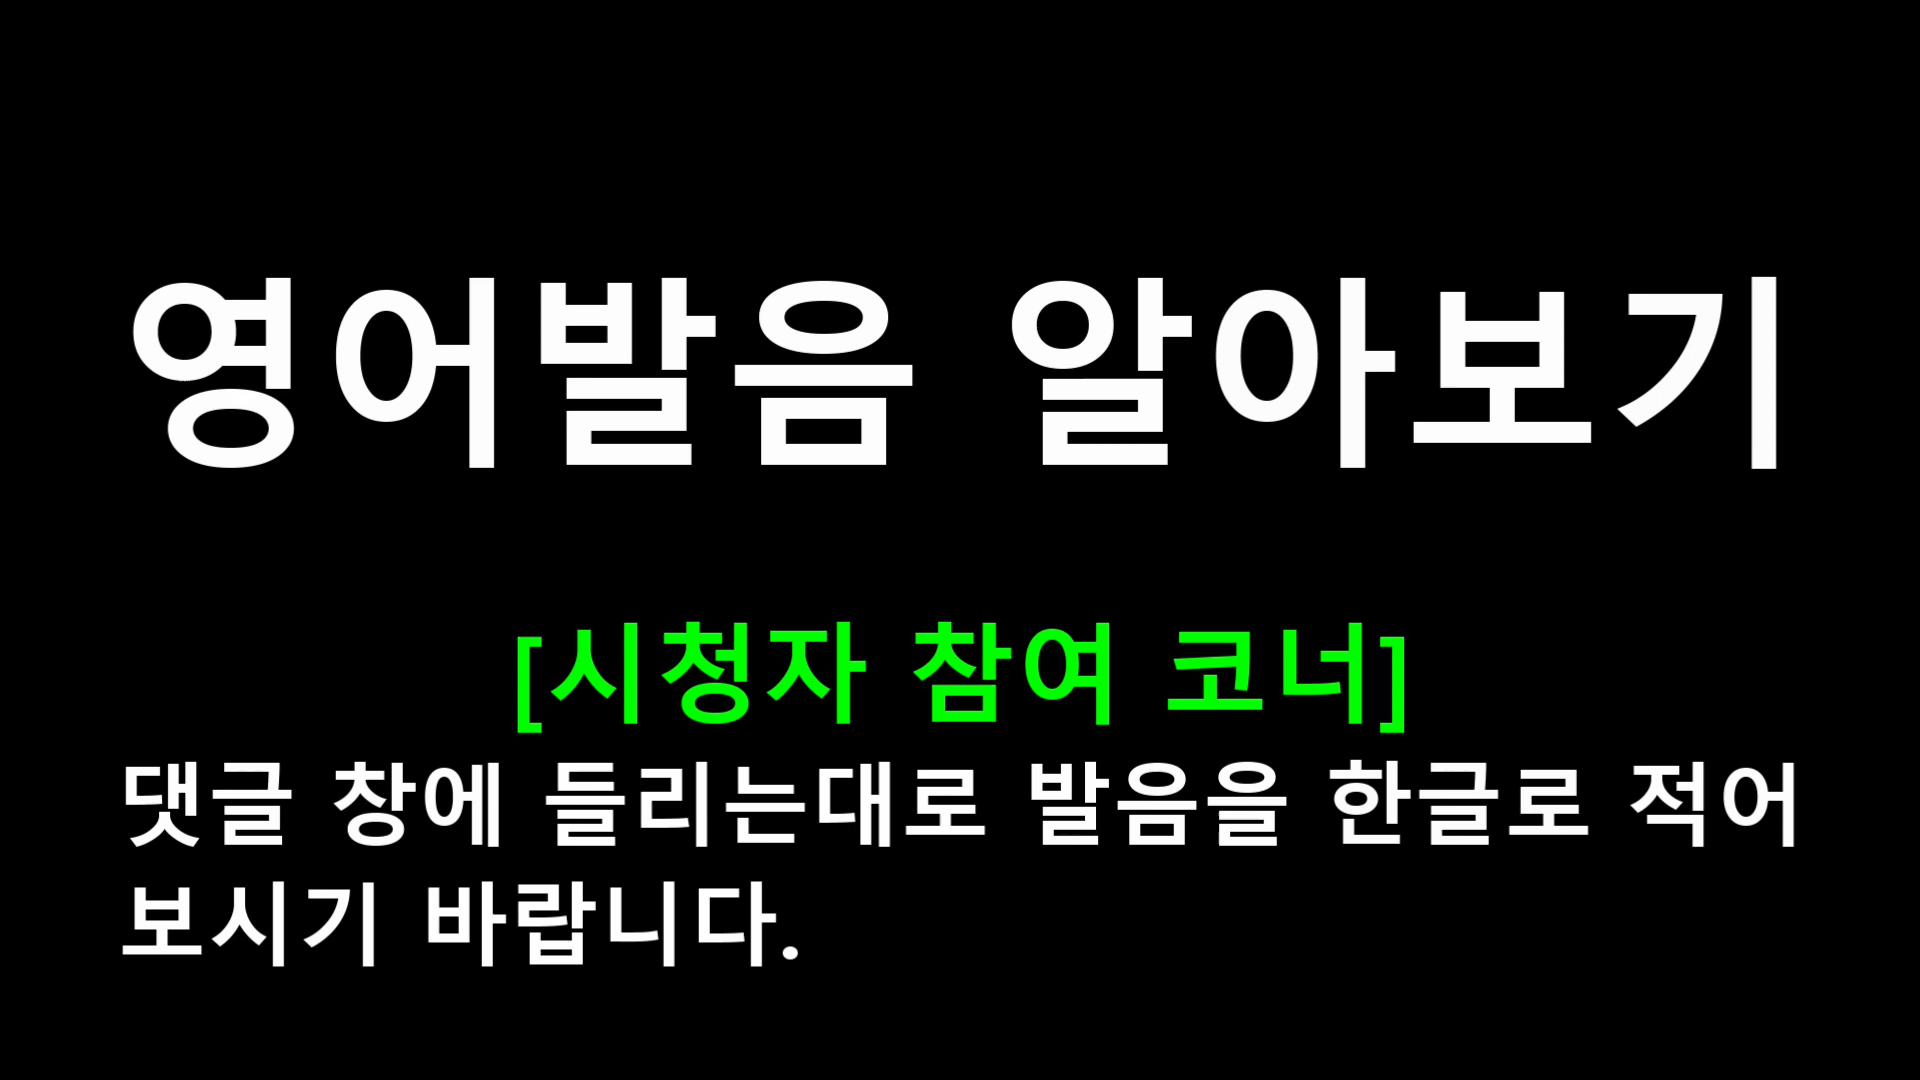 영어발음 알아보기
[시청자 참여 코너]
댓글 창에 들리는대로 발음을 한글로 적어
보시기 바랍니다.